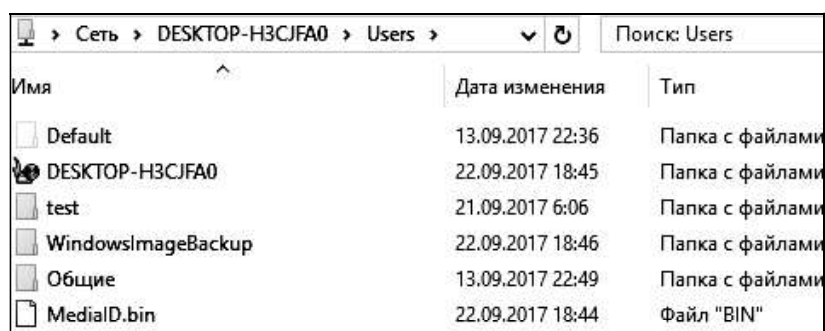 Сеть > DESKTOP-H3CJFA0 > Users > Поиск: Users
Имя Дата изменения Тип
Default 13.09.2017 22:36 Папка с файлами
DESKTOP-H3CJFA0 22.09.2017 18:45 Папка с файлами
test 21.09.2017 6:06 Папка с файлами
WindowsImageBackup 22.09.2017 18:46 Папка с файлами
Общие 13.09.2017 22:49 Папка с файлами
MediaID.bin 22.09.2017 18:44 Файл "BIN"